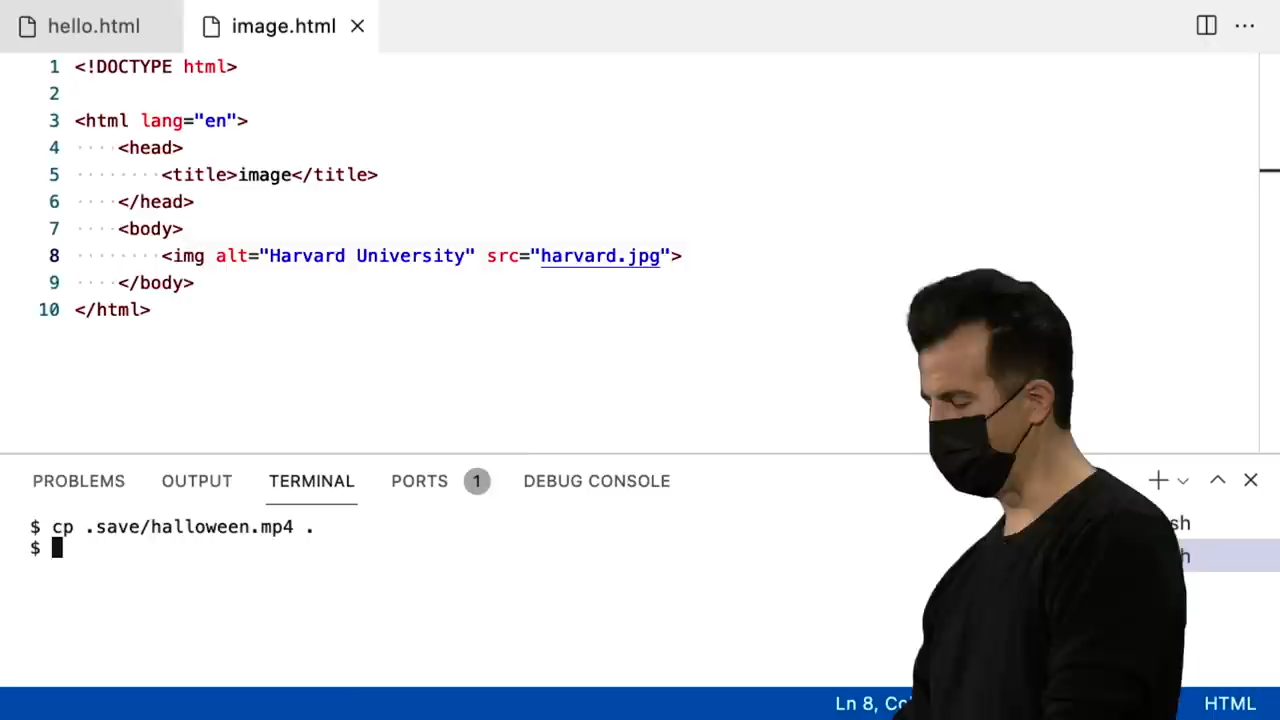 hello.html
image.html
1 <!DOCTYPE html>
2
3 <html lang="en">
4 ····<head>
5 ········<title>image</title>
6 ····</head>
7 ····<body>
8 ········<img alt="Harvard University" src="harvard.jpg">
9 ····</body>
10 </html>
PROBLEMS OUTPUT TERMINAL PORTS 1 DEBUG CONSOLE
$ cp .save/halloween.mp4 .
$
Ln 8, HTML